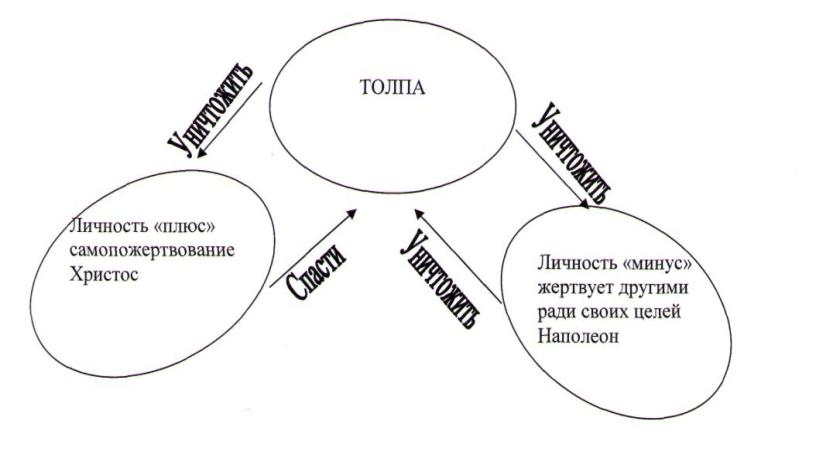 ТОЛПА
Уничтожить
Уничтожить
Личность «плюс»
самопожертвование
Христос
Спасти
Уничтожить
Личность «минус»
жертвует другими
ради своих целей
Наполеон